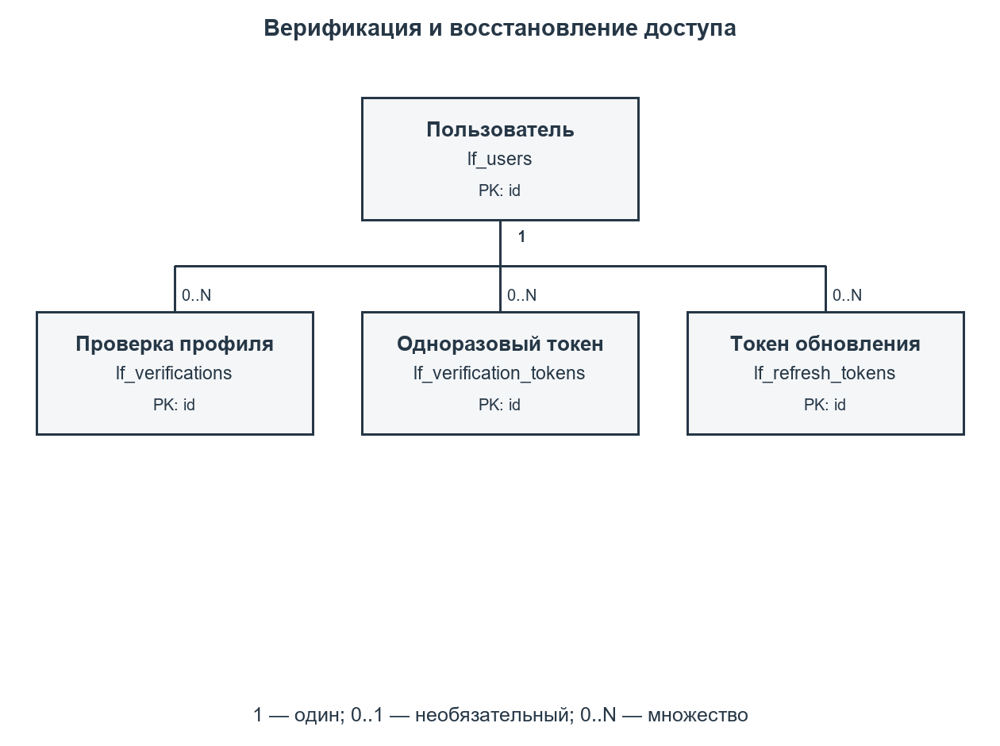 Верификация и восстановление доступа
Пользователь
lf_users
PK: id
1
0..N
0..N
0..N
Проверка профиля
lf_verifications
PK: id
Одноразовый токен
lf_verification_tokens
PK: id
Токен обновления
lf_refresh_tokens
PK: id
1 — один; 0..1 — необязательный; 0..N — множество